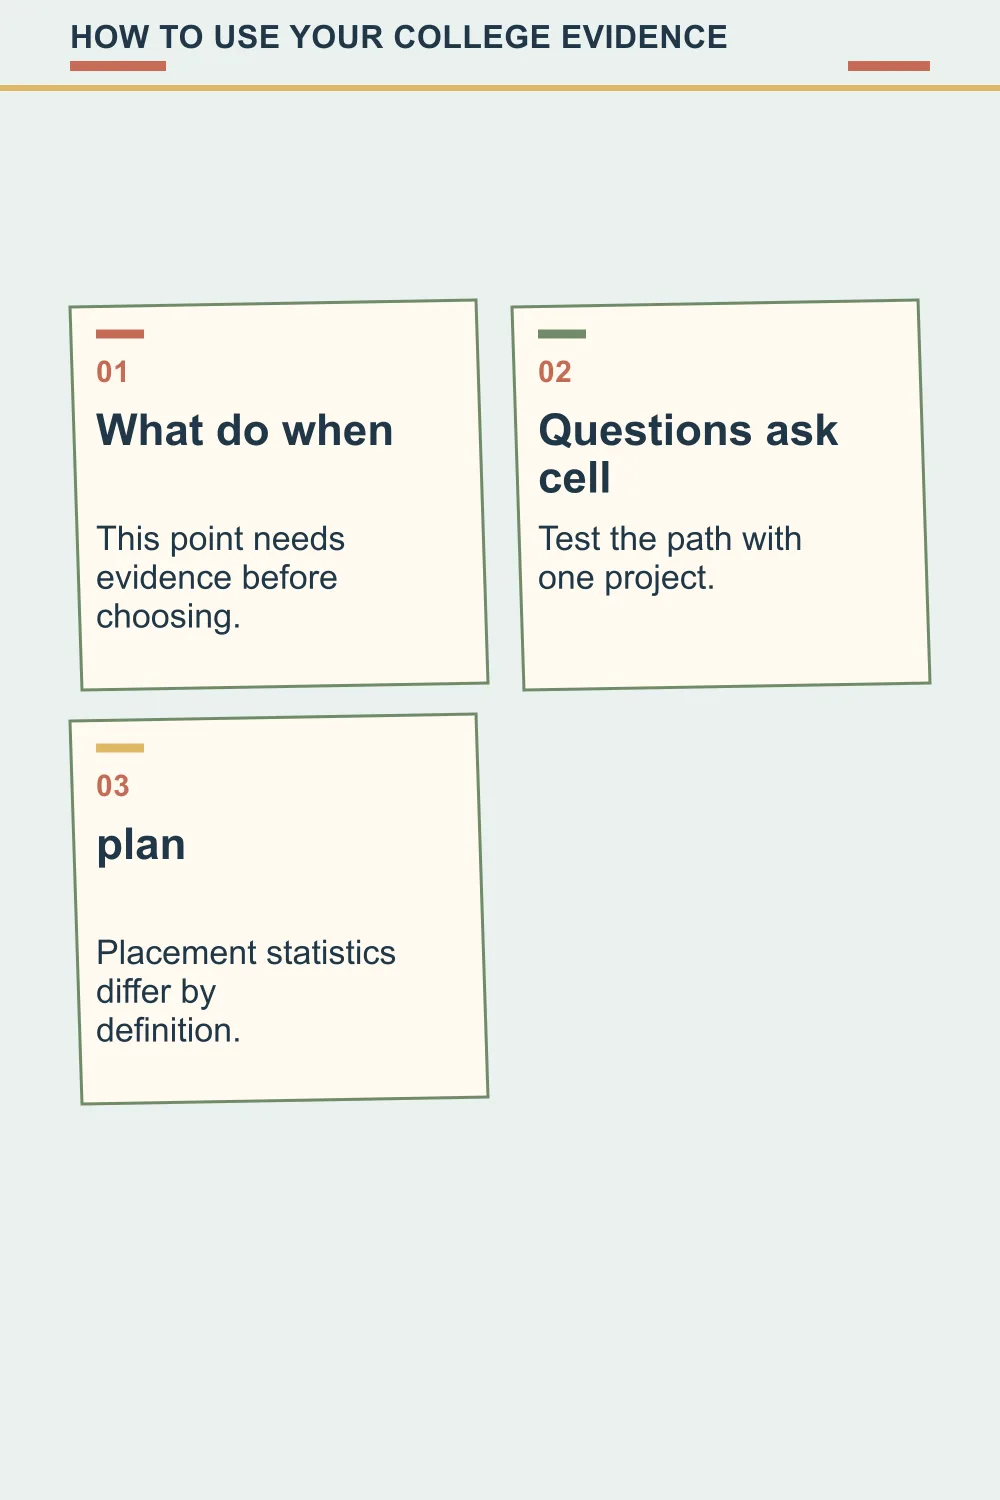 HOW TO USE YOUR COLLEGE EVIDENCE
01
What do when
This point needs
evidence before
choosing.
02
Questions ask
cell
Test the path with
one project.
03
plan
Placement statistics
differ by
definition.